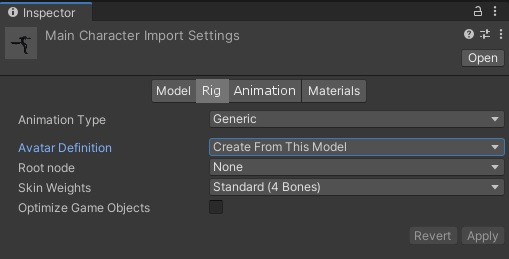 Inspector
Main Character Import Settings
Open
Model Rig Animation Materials
Animation Type Generic
Avatar Definition Create From This Model
Root node None
Skin Weights Standard (4 Bones)
Optimize Game Objects
Revert Apply